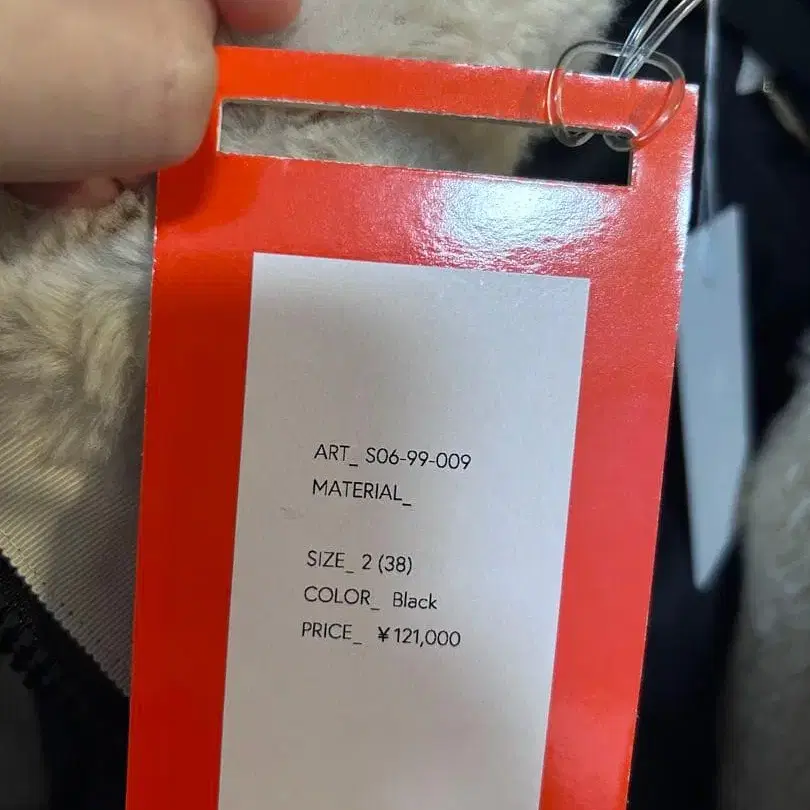 ART_ S06-99-009
MATERIAL_
SIZE_ 2 (38)
COLOR_ Black
PRICE_ ¥121,000